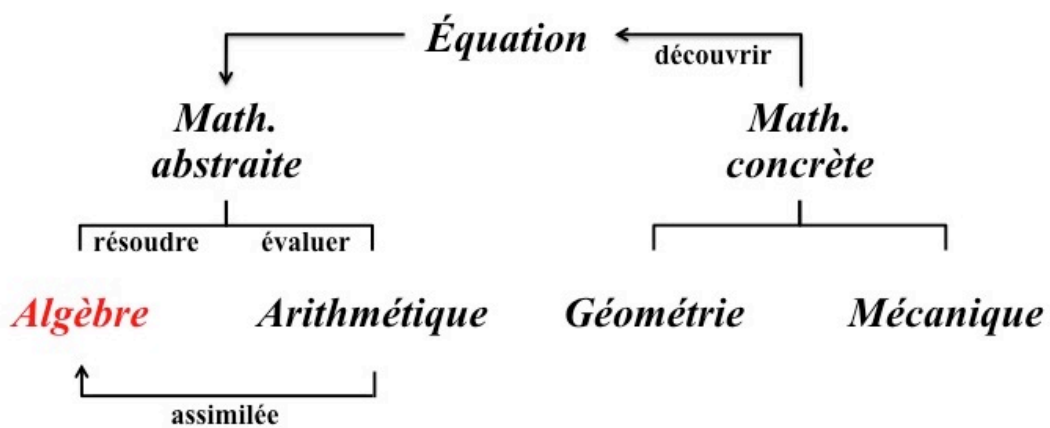 Équation
découvrir
Math.
abstraite
Math.
concrète
résoudre
évaluer
Algèbre
Arithmétique
Géométrie
Mécanique
assimilée